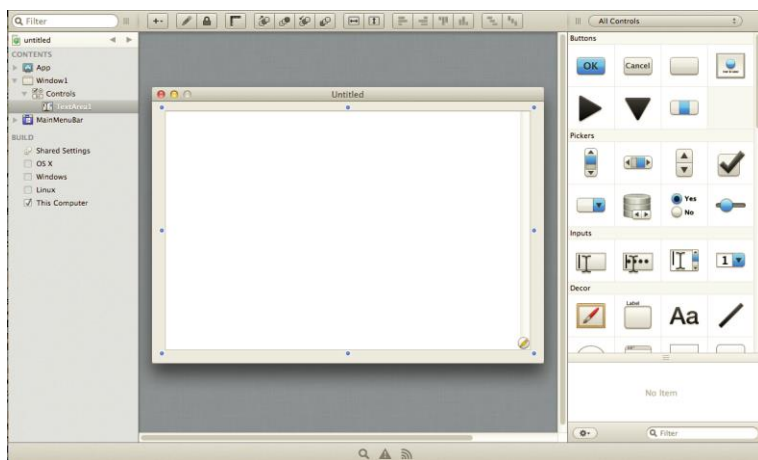 Filter
All Controls
untitled
CONTENTS
App
Window1
Controls
TextArea1
MainMenuBar
BUILD
Shared Settings
OS X
Windows
Linux
This Computer
Untitled
Buttons
OK
Cancel
Pickers
Yes
No
Inputs
1
Decor
Label
Aa
No Item
Filter